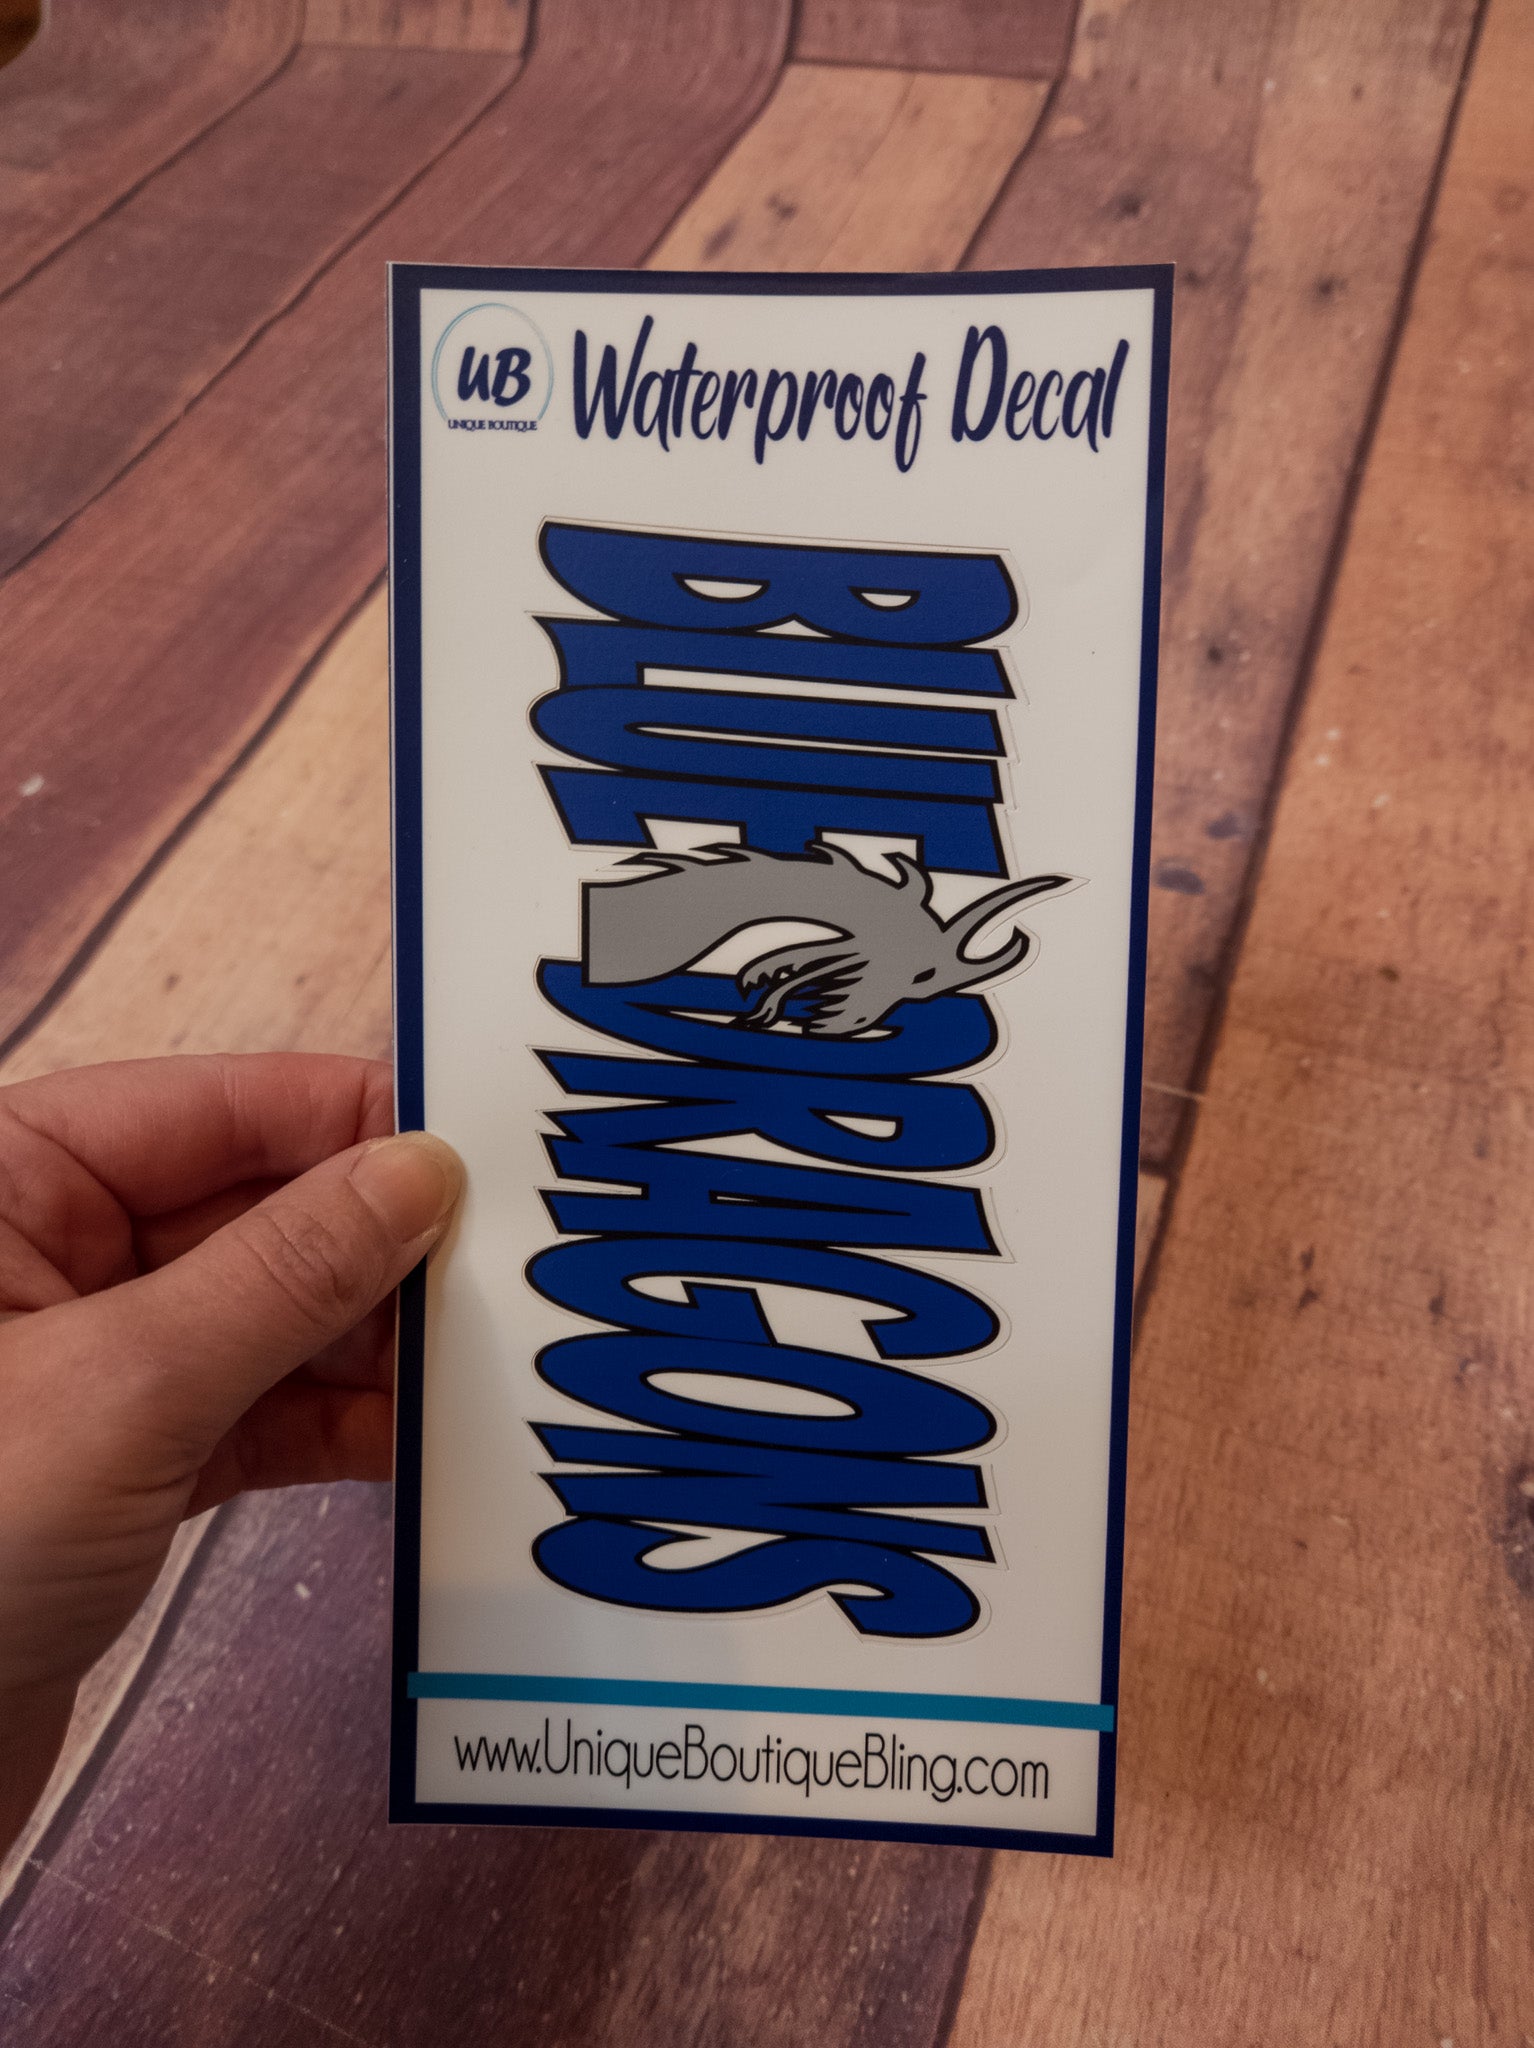 UB
UNIQUE BOUTIQUE
Waterproof Decal
BLUE DRAGONS
www.UniqueBoutiqueBling.com